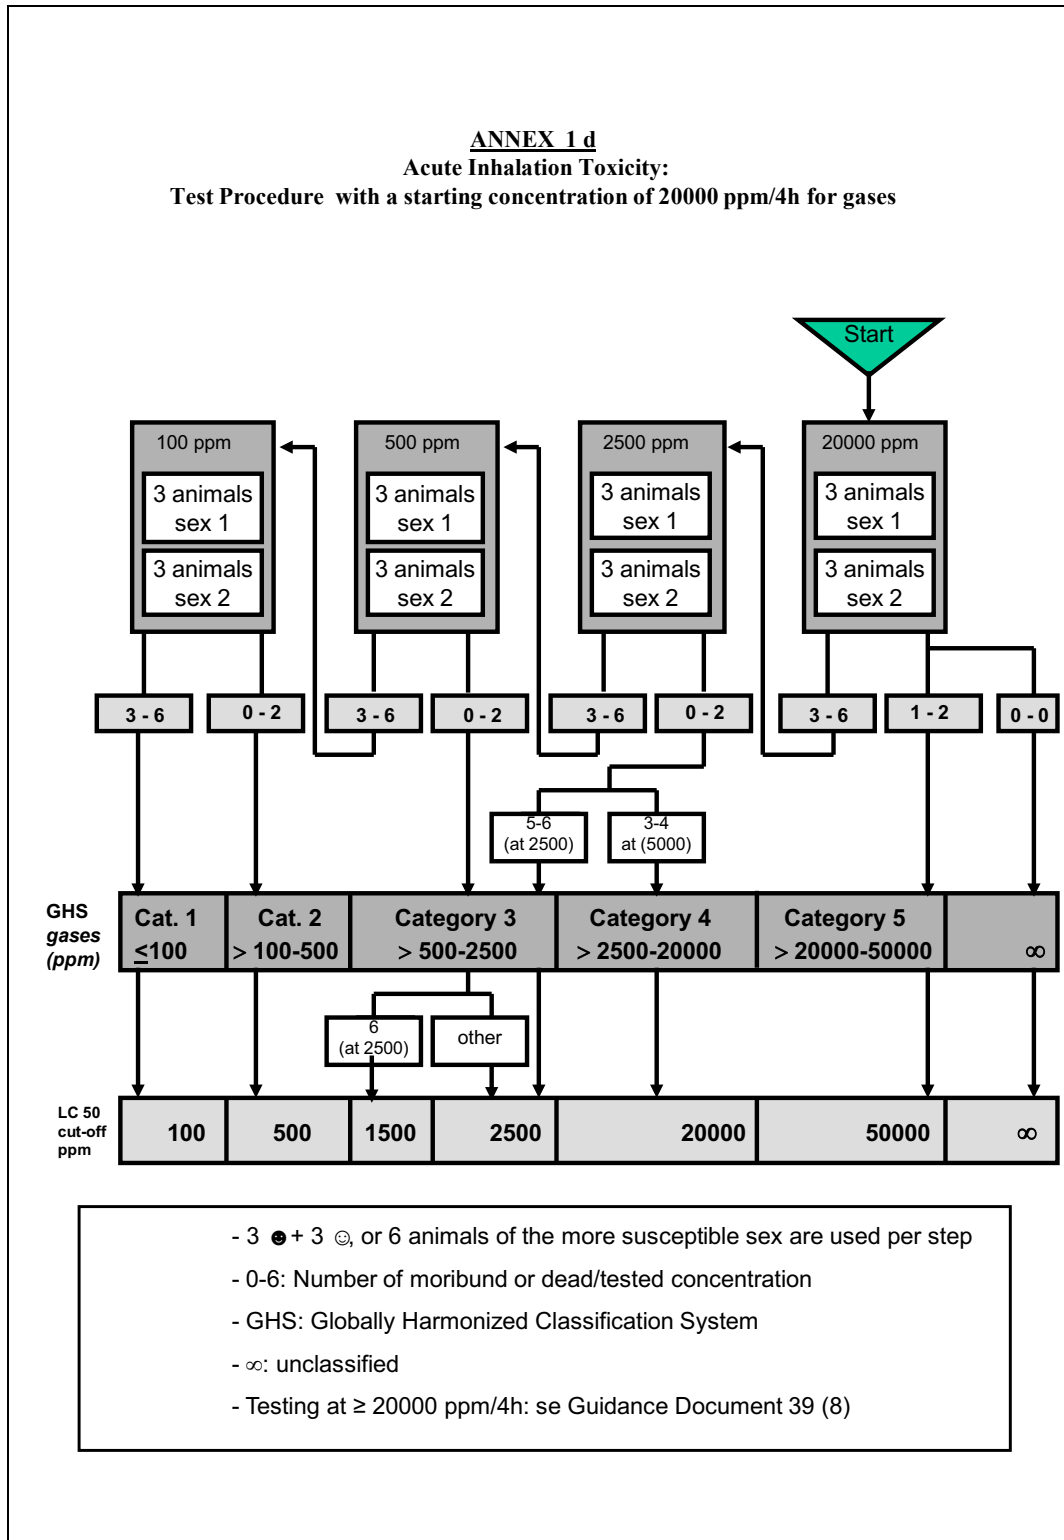 ANNEX 1 d
Acute Inhalation Toxicity:
Test Procedure with a starting concentration of 20000 ppm/4h for gases
Start
100 ppm
3 animals
sex 1
3 animals
sex 2
500 ppm
3 animals
sex 1
3 animals
sex 2
2500 ppm
3 animals
sex 1
3 animals
sex 2
20000 ppm
3 animals
sex 1
3 animals
sex 2
3 - 6
0 - 2
3 - 6
0 - 2
3 - 6
0 - 2
3 - 6
1 - 2
0 - 0
5-6
(at 2500)
3-4
at (5000)
GHS
gases
(ppm)
Cat. 1
≤100
Cat. 2
> 100-500
Category 3
> 500-2500
Category 4
> 2500-20000
Category 5
> 20000-50000
∞
6
(at 2500)
other
LC 50
cut-off
ppm
100
500
1500
2500
20000
50000
∞
- 3 ☻+ 3 ☺, or 6 animals of the more susceptible sex are used per step
- 0-6: Number of moribund or dead/tested concentration
- GHS: Globally Harmonized Classification System
- ∞: unclassified
- Testing at ≥ 20000 ppm/4h: se Guidance Document 39 (8)